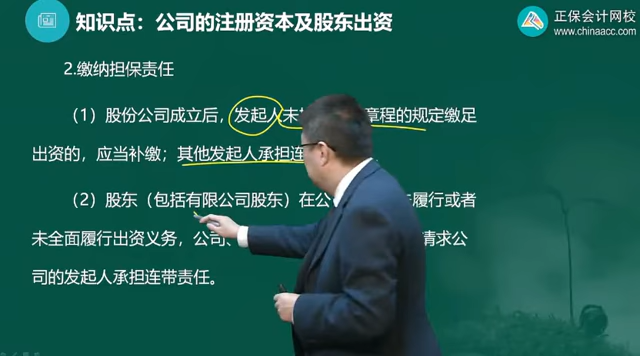 知识点：公司的注册资本及股东出资
正保会计网校
www.chinaacc.com
2.缴纳担保责任
（1）股份公司成立后，发起人未 章程的规定缴足
出资的，应当补缴；其他发起人承担连
（2）股东（包括有限公司股东）在公 履行或者
未全面履行出资义务，公司、 请求公
司的发起人承担连带责任。